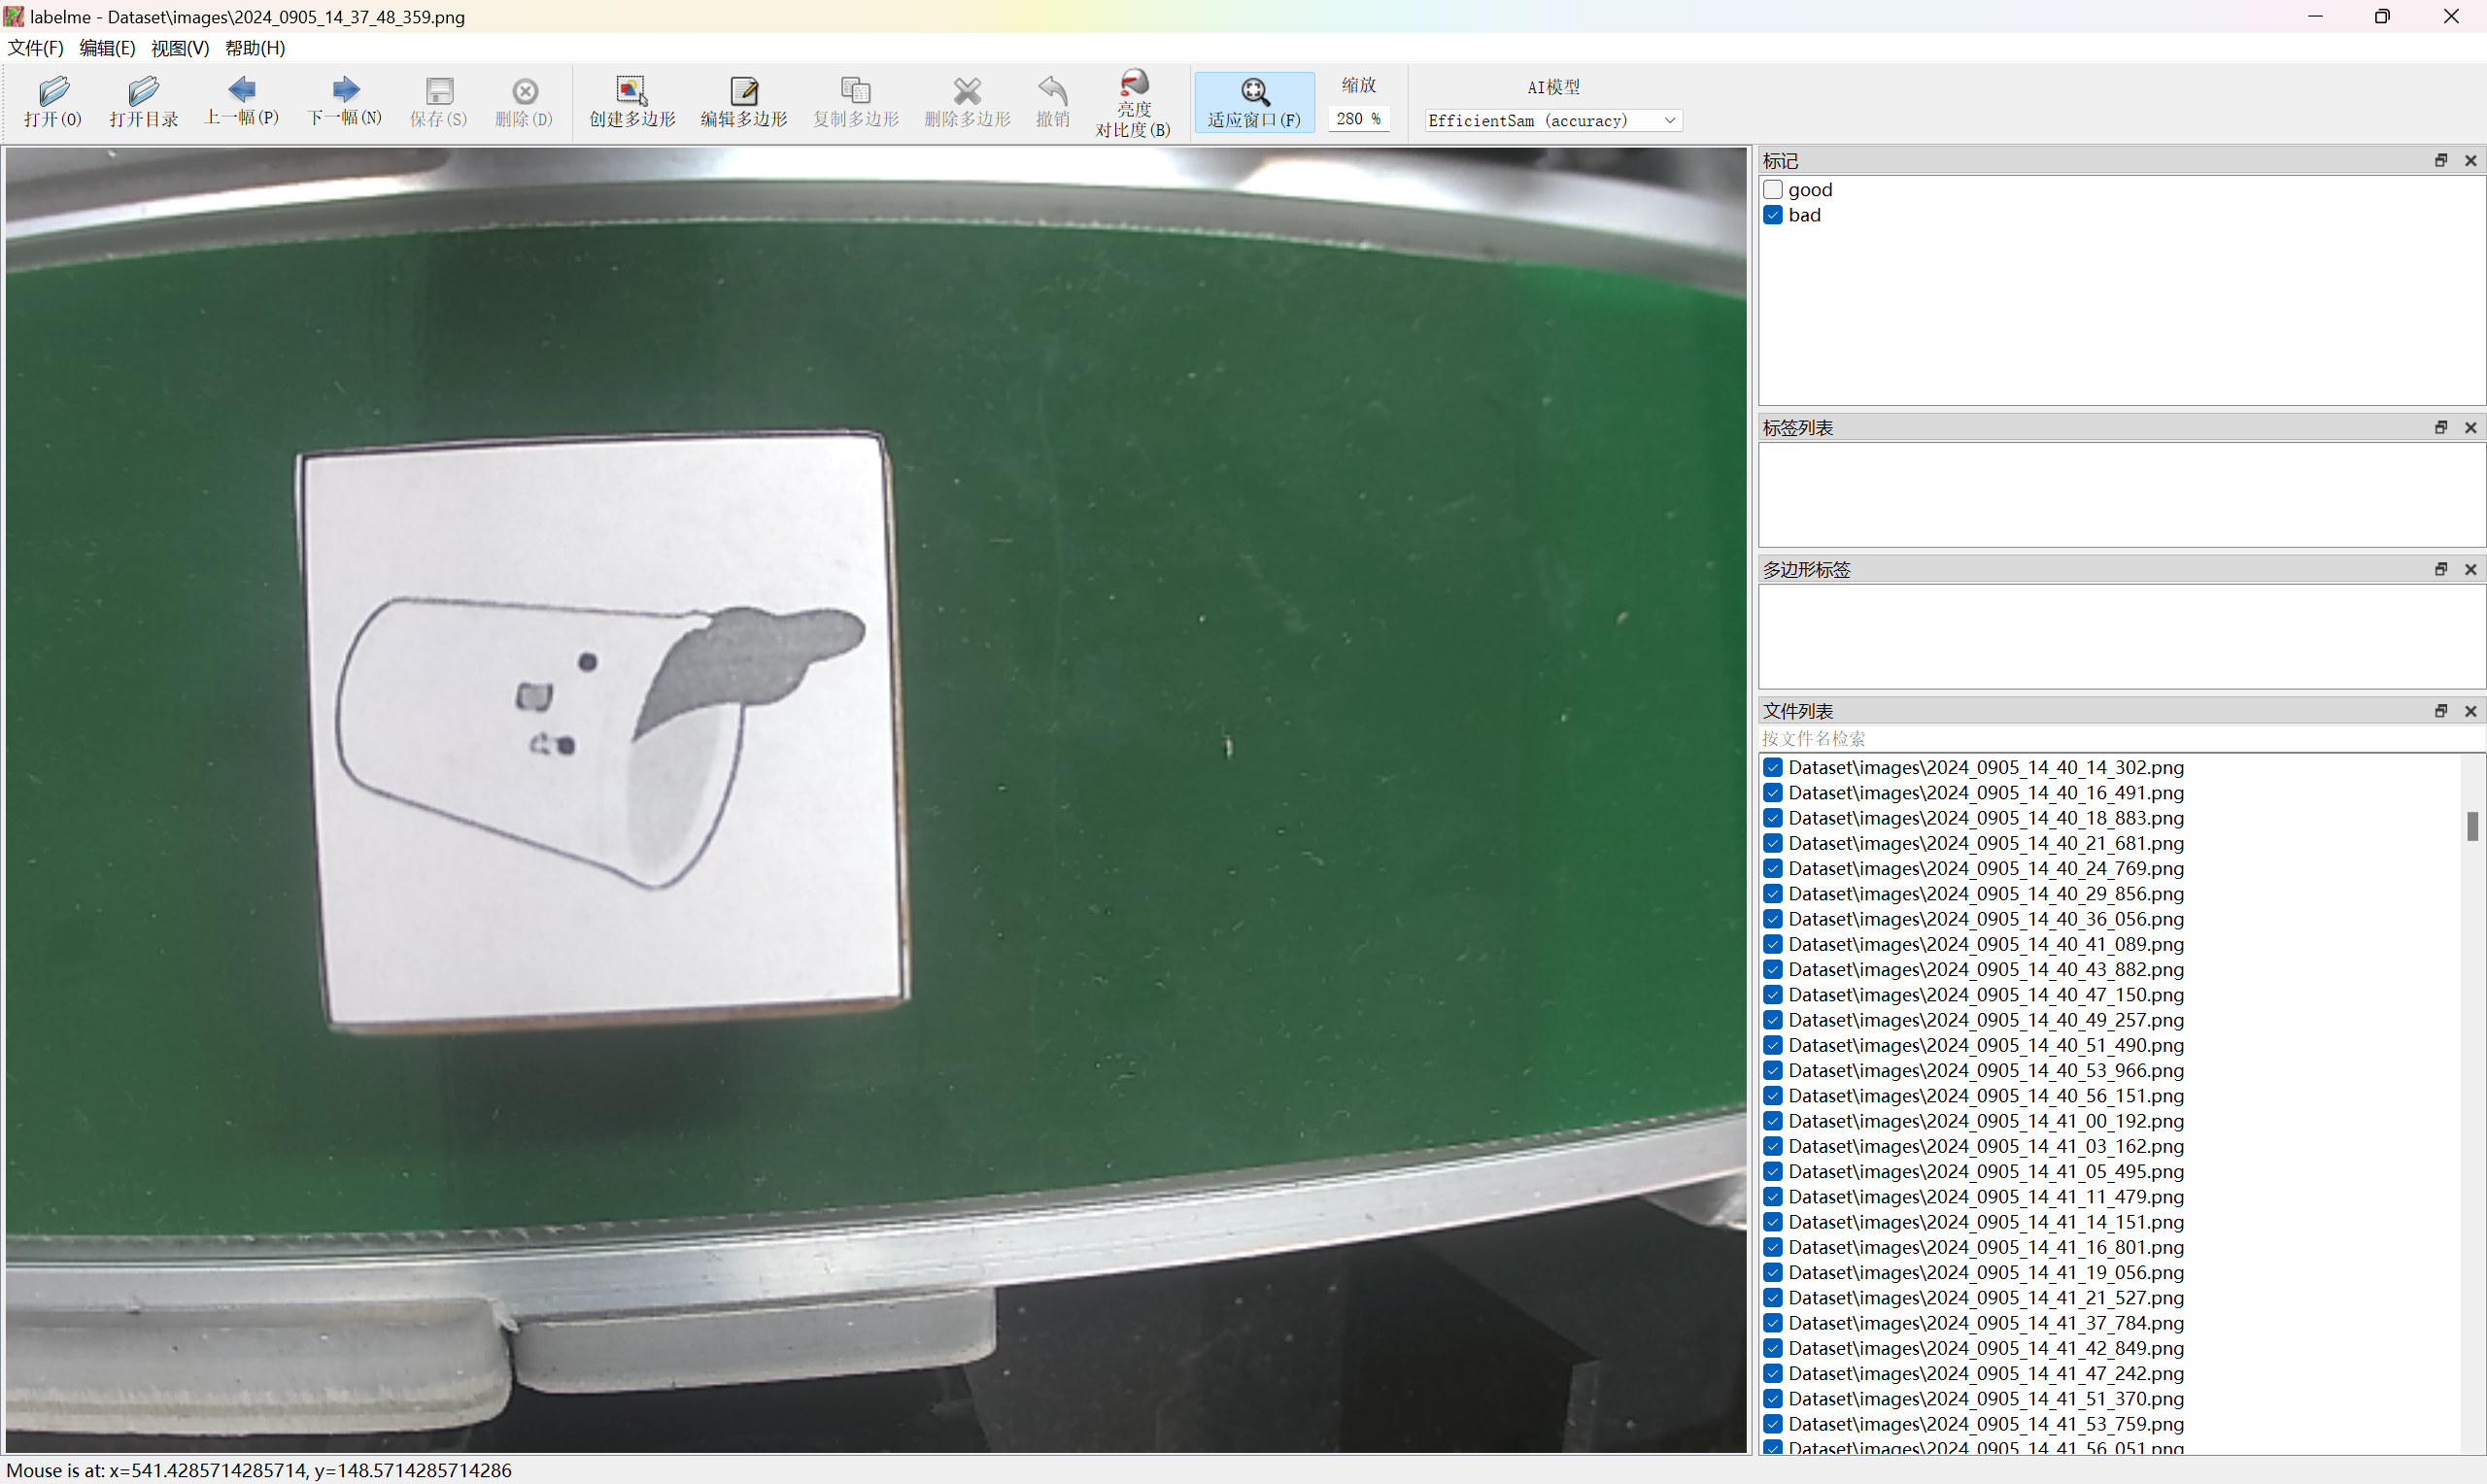 labelme - Dataset\images\2024_0905_14_37_48_359.png
文件(F) 编辑(E) 视图(V) 帮助(H)
打开(O) 打开目录 上一幅(P) 下一幅(N) 保存(S) 删除(D) 创建多边形 编辑多边形 复制多边形 删除多边形 撤销 亮度
对比度(B) 适应窗口(F) 缩放
280 % AI模型
EfficientSam (accuracy)
标记
good
bad
标签列表
多边形标签
文件列表
按文件名检索
Dataset\images\2024_0905_14_40_14_302.png
Dataset\images\2024_0905_14_40_16_491.png
Dataset\images\2024_0905_14_40_18_883.png
Dataset\images\2024_0905_14_40_21_681.png
Dataset\images\2024_0905_14_40_24_769.png
Dataset\images\2024_0905_14_40_29_856.png
Dataset\images\2024_0905_14_40_36_056.png
Dataset\images\2024_0905_14_40_41_089.png
Dataset\images\2024_0905_14_40_43_882.png
Dataset\images\2024_0905_14_40_47_150.png
Dataset\images\2024_0905_14_40_49_257.png
Dataset\images\2024_0905_14_40_51_490.png
Dataset\images\2024_0905_14_40_53_966.png
Dataset\images\2024_0905_14_40_56_151.png
Dataset\images\2024_0905_14_41_00_192.png
Dataset\images\2024_0905_14_41_03_162.png
Dataset\images\2024_0905_14_41_05_495.png
Dataset\images\2024_0905_14_41_11_479.png
Dataset\images\2024_0905_14_41_14_151.png
Dataset\images\2024_0905_14_41_16_801.png
Dataset\images\2024_0905_14_41_19_056.png
Dataset\images\2024_0905_14_41_21_527.png
Dataset\images\2024_0905_14_41_37_784.png
Dataset\images\2024_0905_14_41_42_849.png
Dataset\images\2024_0905_14_41_47_242.png
Dataset\images\2024_0905_14_41_51_370.png
Dataset\images\2024_0905_14_41_53_759.png
Dataset\images\2024_0905_14_41_56_051.png
Mouse is at: x=541.4285714285714, y=148.5714285714286